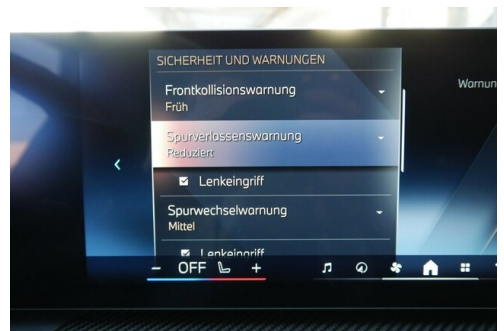 SICHERHEIT UND WARNUNGEN
Frontkollisionswarnung
Früh
Warnun
Spurverlassenswarnung
Reduziert
Lenkeingriff
Spurwechselwarnung
Mittel
Lenkeingriff
- OFF +